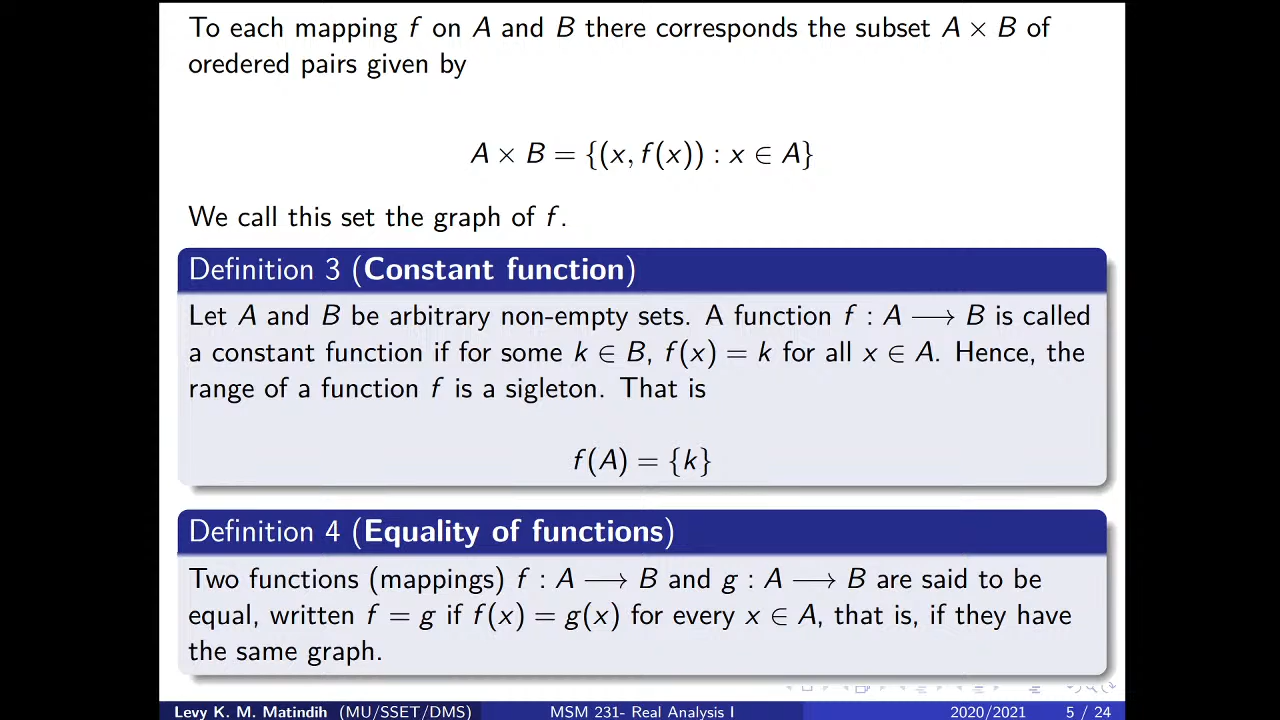 To each mapping f on A and B there corresponds the subset A × B of
oredered pairs given by
A × B = {(x, f(x)) : x ∈ A}
We call this set the graph of f.
Definition 3 (Constant function)
Let A and B be arbitrary non-empty sets. A function f : A ⟶ B is called
a constant function if for some k ∈ B, f(x) = k for all x ∈ A. Hence, the
range of a function f is a sigleton. That is
f(A) = {k}
Definition 4 (Equality of functions)
Two functions (mappings) f : A ⟶ B and g : A ⟶ B are said to be
equal, written f = g if f(x) = g(x) for every x ∈ A, that is, if they have
the same graph.
Levy K. M. Matindih (MU/SSET/DMS) MSM 231- Real Analysis I 2020/2021 5 / 24